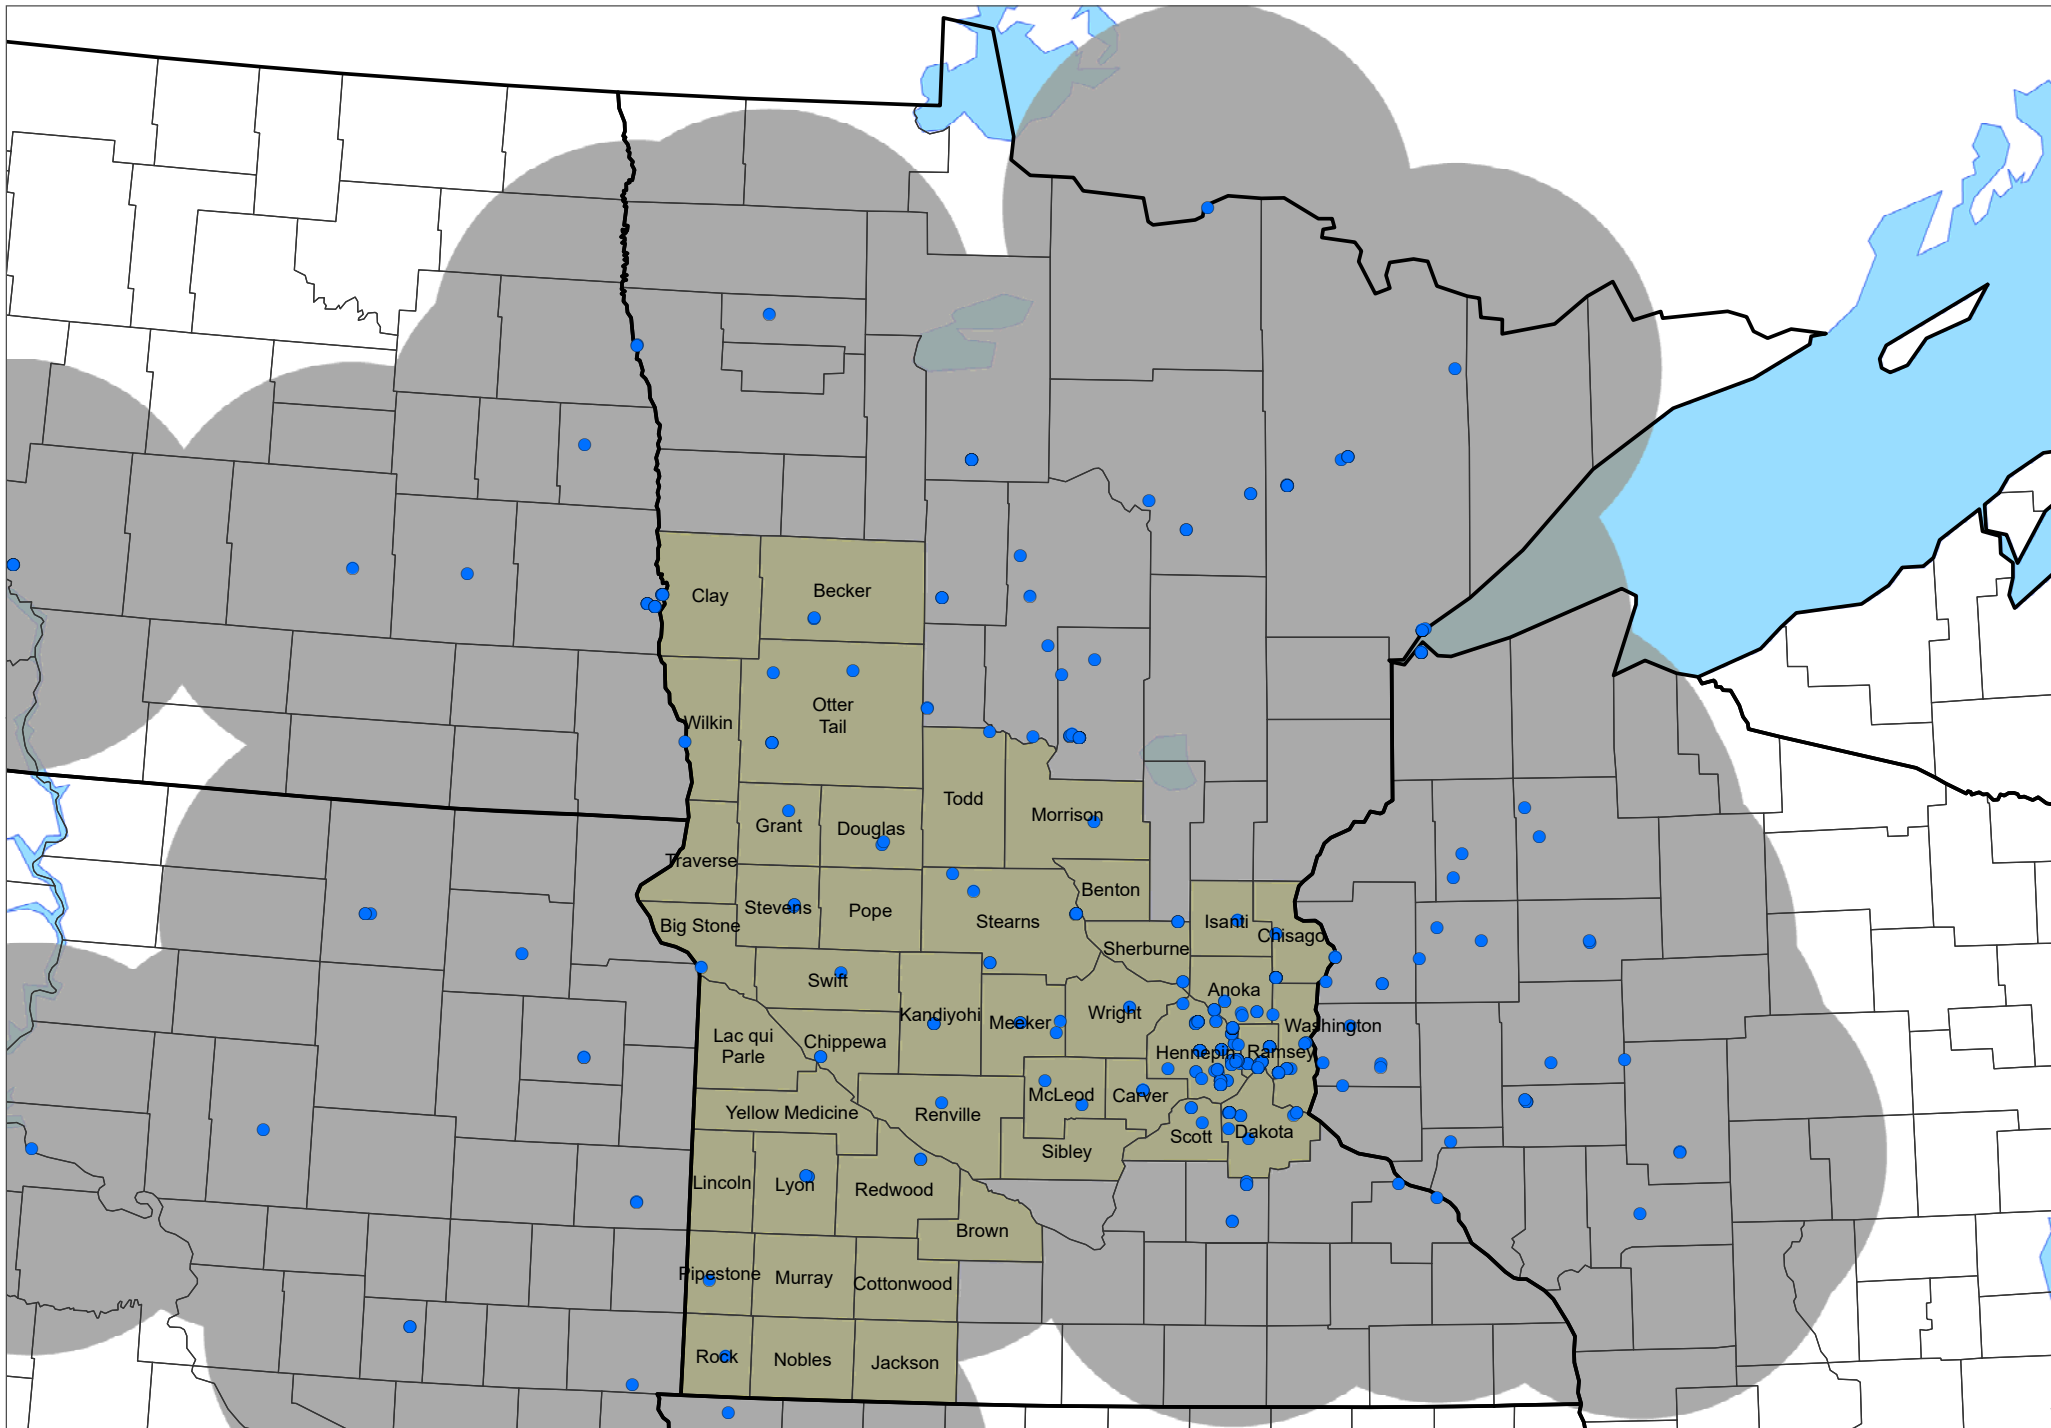 Clay
Becker
Wilkin
Otter
Tail
Todd
Morrison
Grant
Douglas
Traverse
Benton
Stevens
Pope
Stearns
Isanti
Big Stone
Chisago
Sherburne
Swift
Anoka
Kandiyohi
Meeker
Wright
Washington
Lac qui
Parle
Chippewa
Hennepin
Ramsey
McLeod
Carver
Yellow Medicine
Renville
Scott
Dakota
Sibley
Lincoln
Lyon
Redwood
Brown
Pipestone
Murray
Cottonwood
Rock
Nobles
Jackson